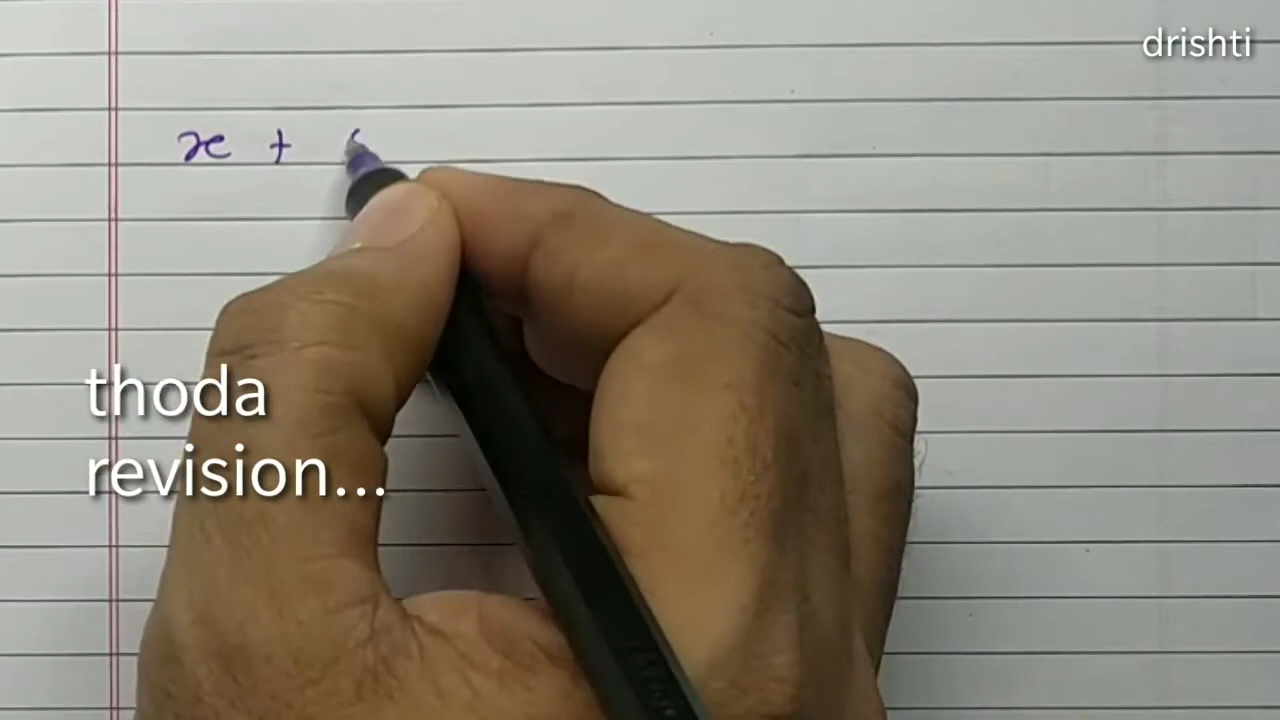 drishti
x +
thoda
revision...